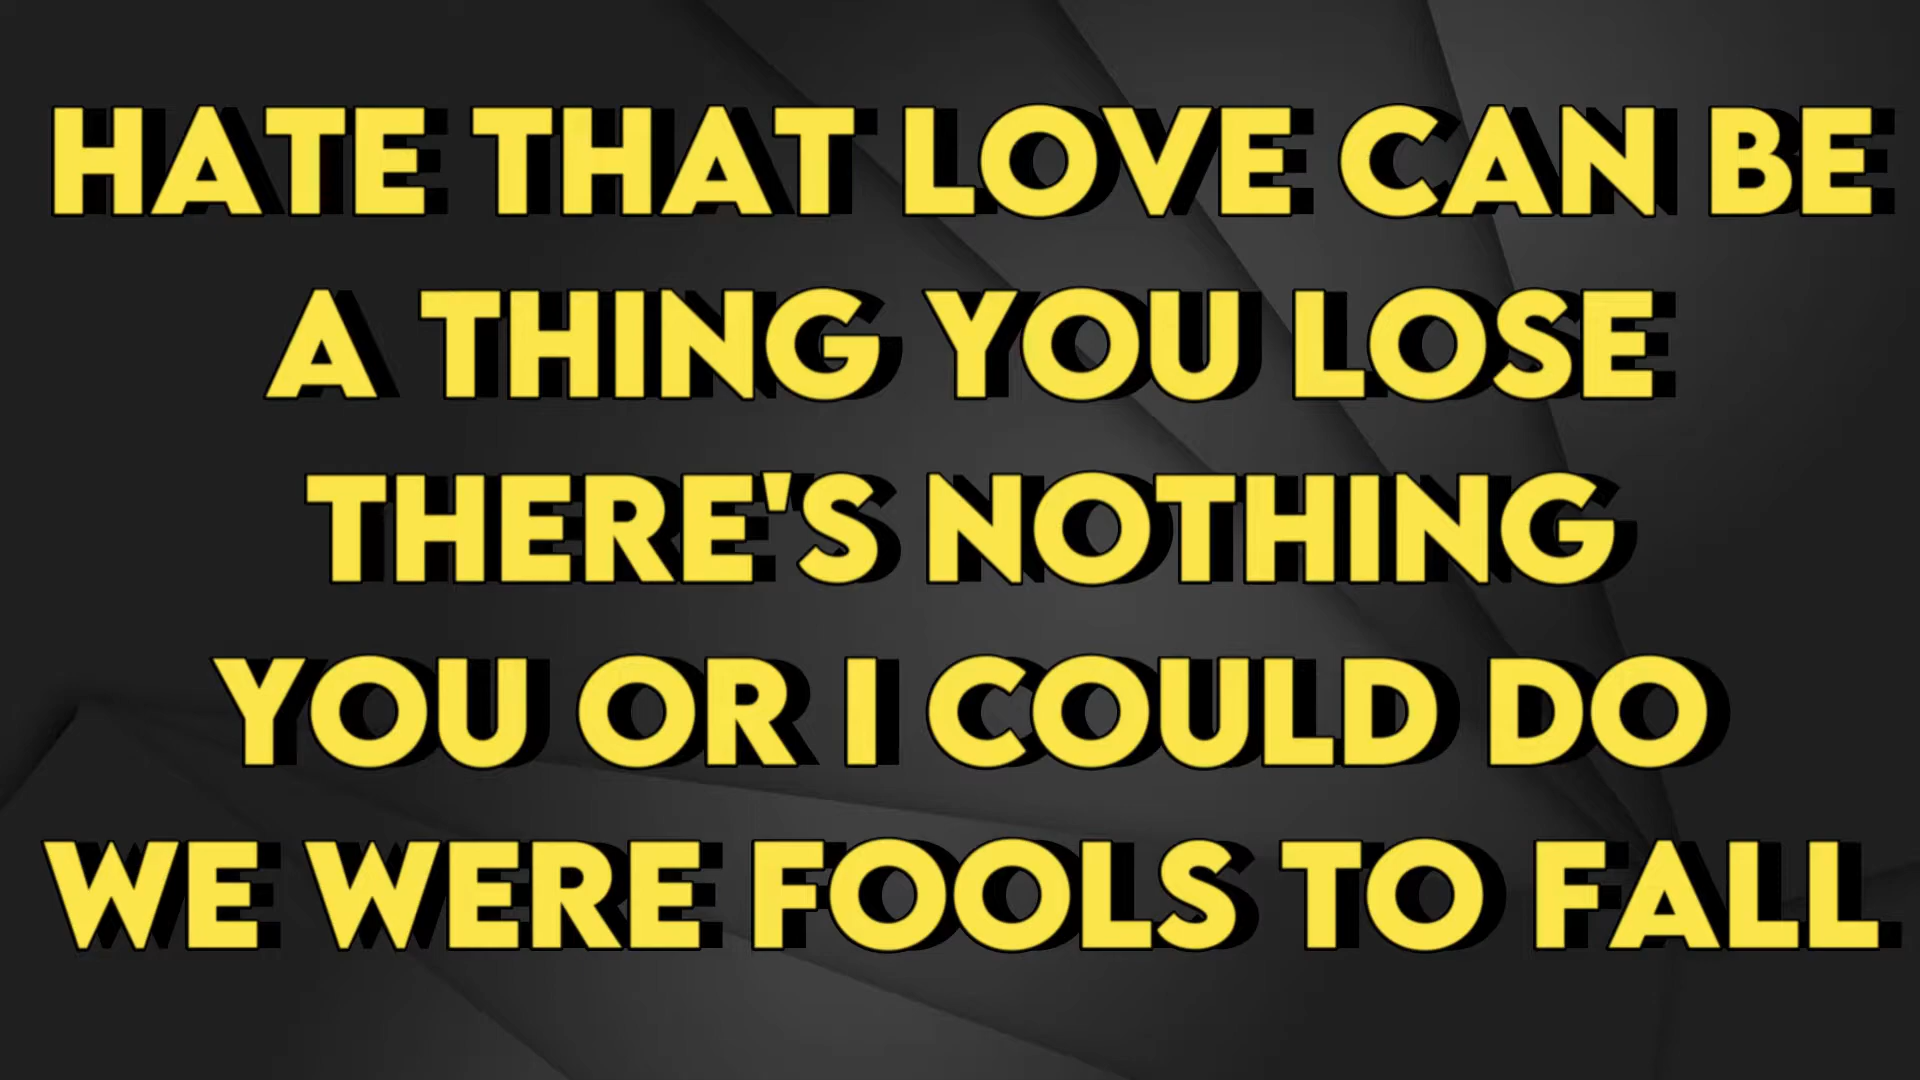 HATE THAT LOVE CAN BE
A THING YOU LOSE
THERE'S NOTHING
YOU OR I COULD DO
WE WERE FOOLS TO FALL